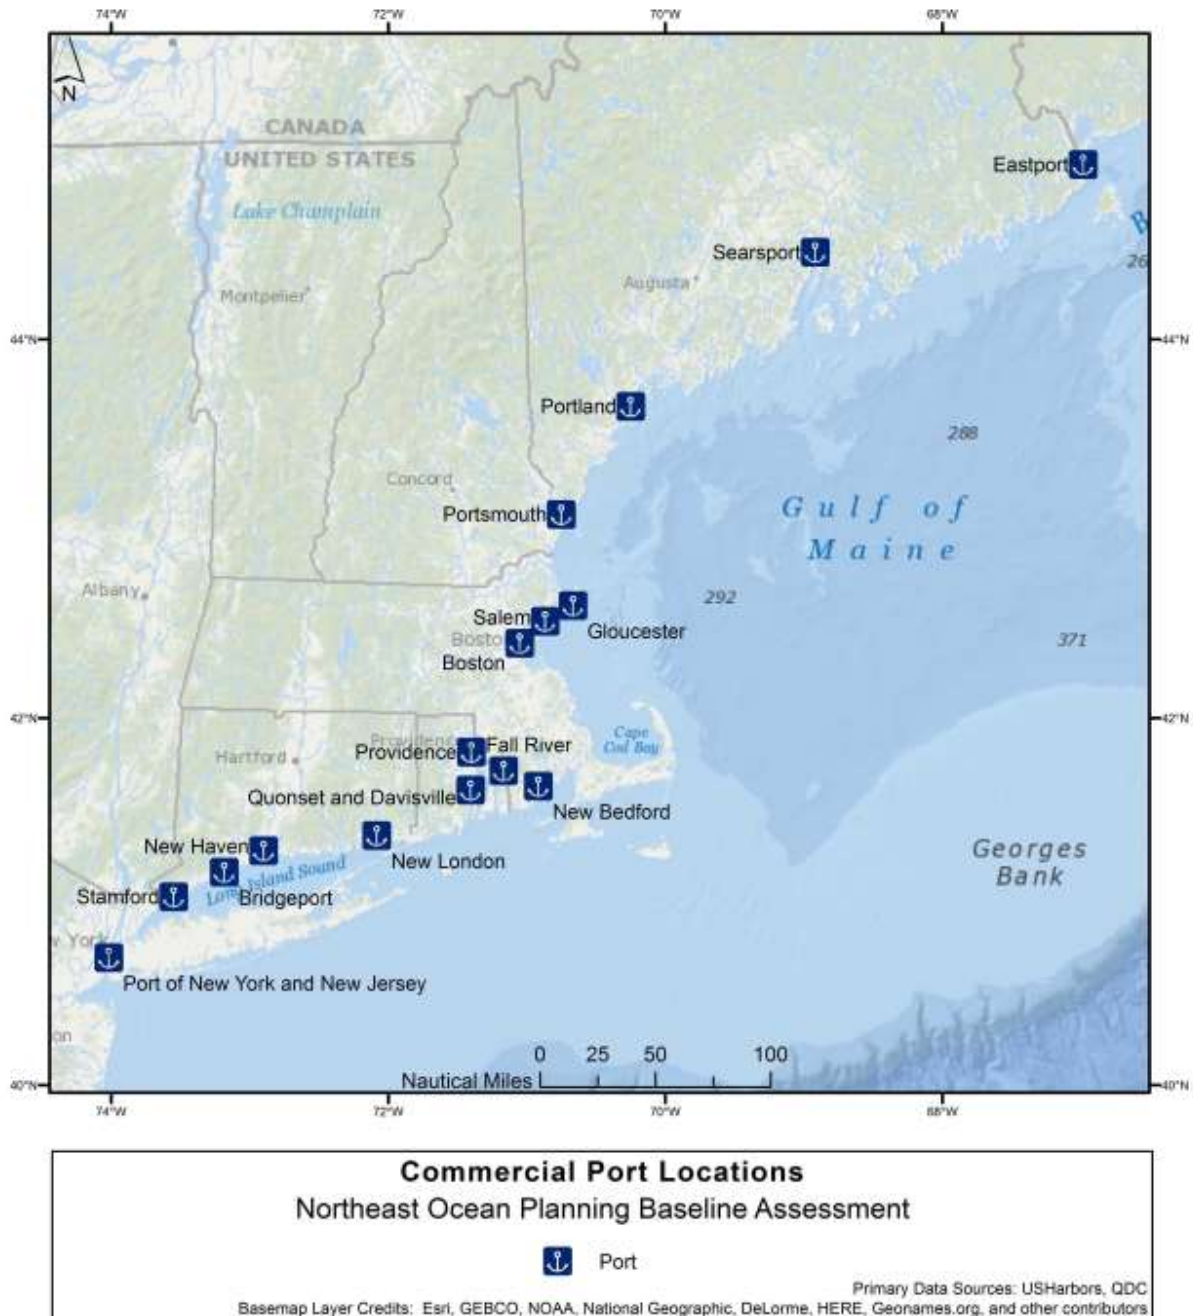 74°W 72°W 70°W 68°W
N
CANADA
UNITED STATES
Eastport
Lake Champlain
Searsport
Augusta
Montpelier
44°N 44°N
Portland
288
Concord
Portsmouth
Gulf of
Maine
Albany
292
Salem
Gloucester
Boston
371
42°N 42°N
Cape
Cod Bay
Providence
Fall River
Hartford
Quonset and Davisville
New Bedford
New Haven
New London
Georges
Bank
Long Island Sound
Stamford
Bridgeport
York
Port of New York and New Jersey
0 25 50 100
Nautical Miles
40°N 40°N
74°W 72°W 70°W 68°W
Commercial Port Locations
Northeast Ocean Planning Baseline Assessment
Port
Primary Data Sources: USHarbors, QDC
Basemap Layer Credits: Esri, GEBCO, NOAA, National Geographic, DeLorme, HERE, Geonames.org, and other contributors